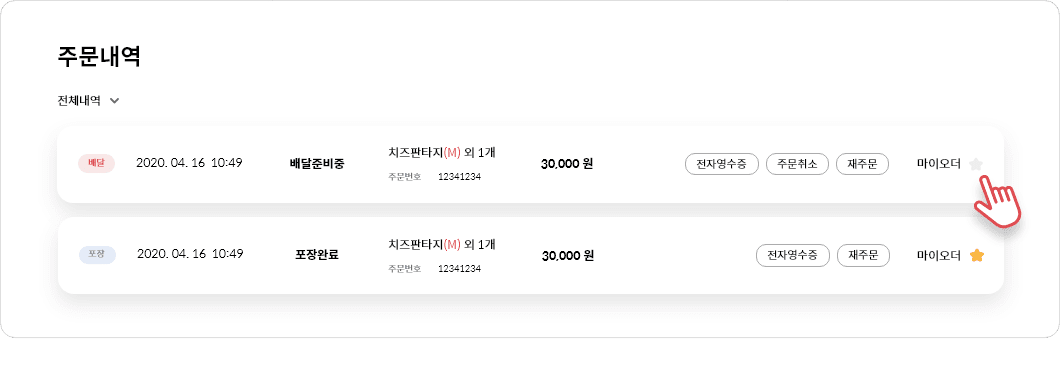 주문내역
전체내역
배달 2020. 04. 16 10:49 배달준비중 치즈판타지(M) 외 1개 30,000 원 전자영수증 주문취소 재주문 마이오더
주문번호 12341234
포장 2020. 04. 16 10:49 포장완료 치즈판타지(M) 외 1개 30,000 원 전자영수증 재주문 마이오더
주문번호 12341234